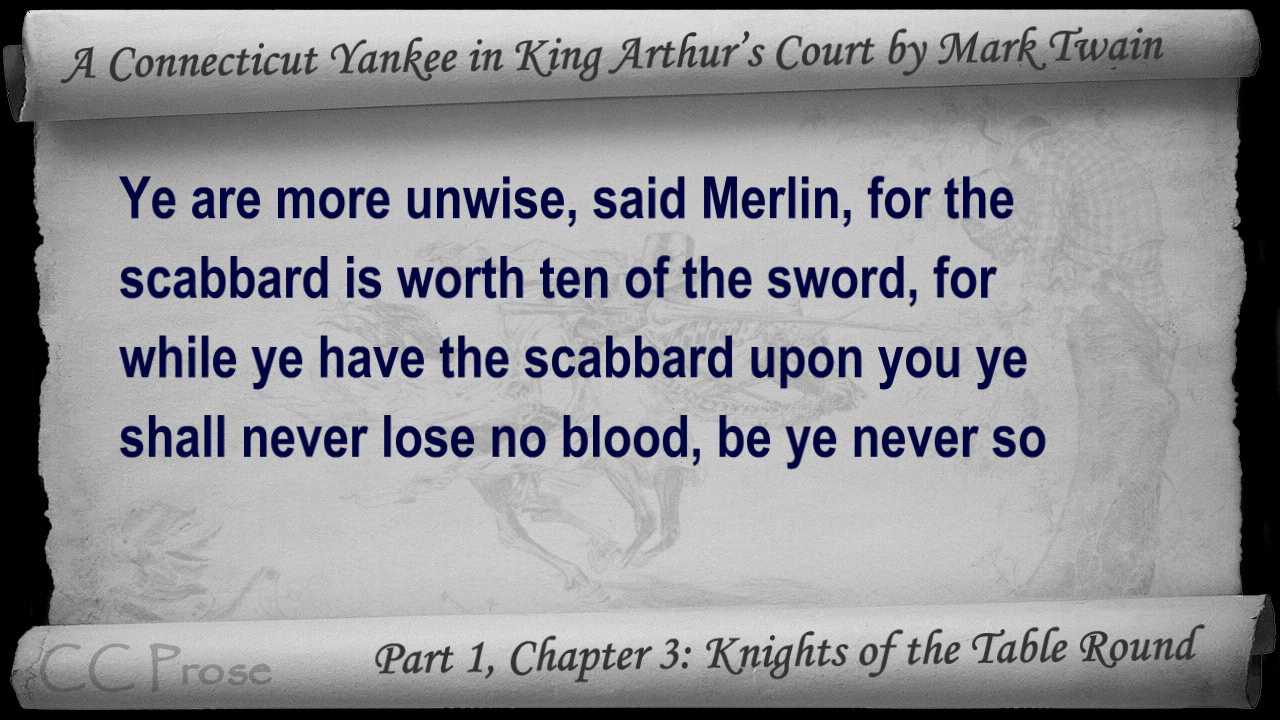 A Connecticut Yankee in King Arthur's Court by Mark Twain
Ye are more unwise, said Merlin, for the
scabbard is worth ten of the sword, for
while ye have the scabbard upon you ye
shall never lose no blood, be ye never so
CC Prose
Part 1, Chapter 3: Knights of the Table Round